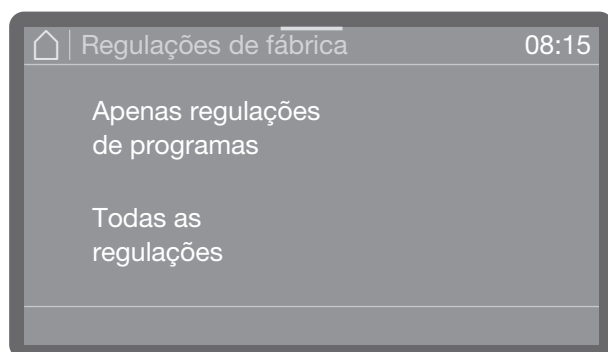 Regulações de fábrica 08:15
Apenas regulações
de programas
Todas as
regulações